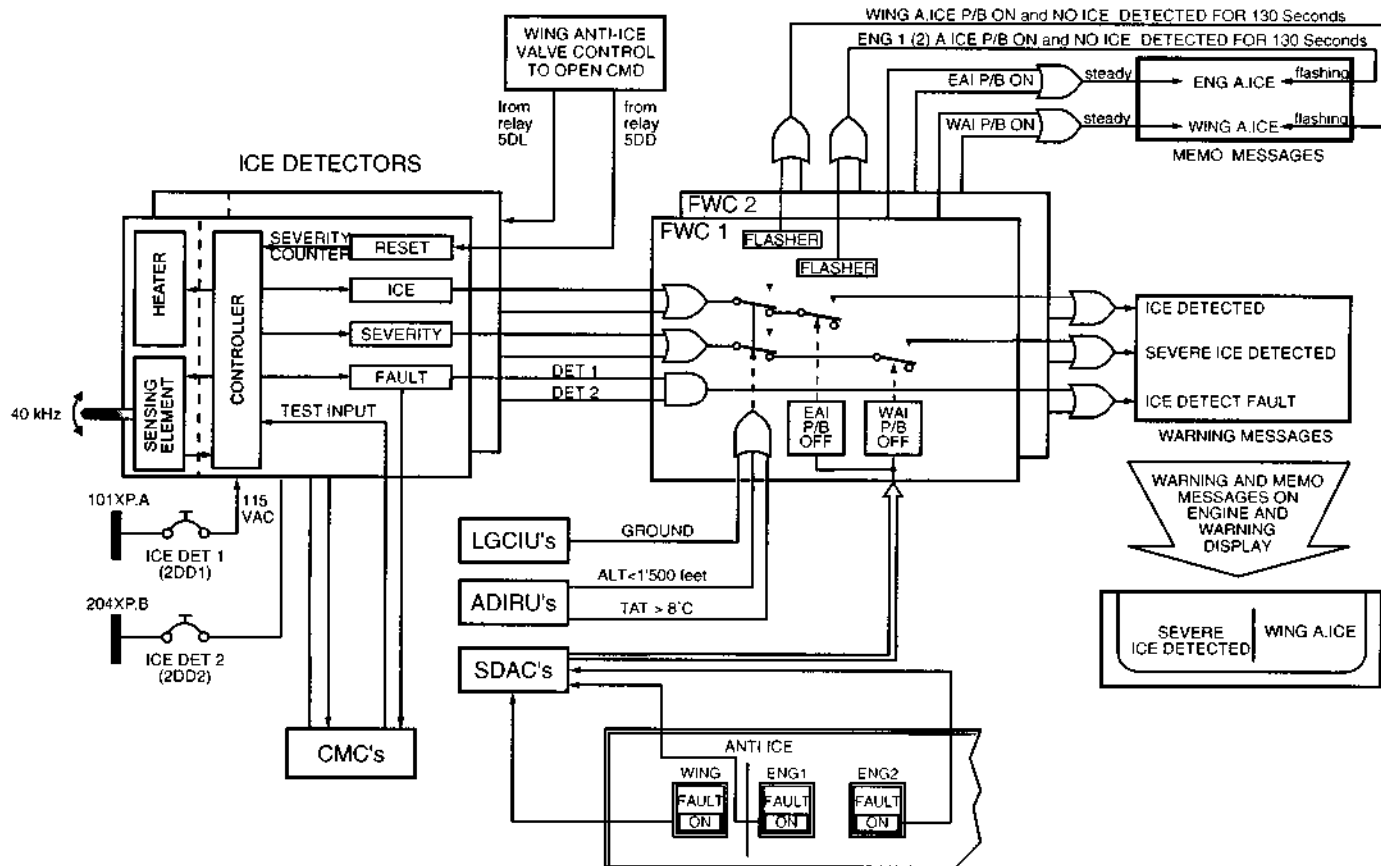 WING A.ICE P/B ON and NO ICE DETECTED FOR 130 Seconds
ENG 1 (2) A ICE P/B ON and NO ICE DETECTED FOR 130 Seconds
WING ANTI-ICE
VALVE CONTROL
TO OPEN CMD
from
relay
5DL
from
relay
5DD
EAI P/B ON
steady
ENG A.ICE
flashing
WAI P/B ON
steady
WING A.ICE
flashing
MEMO MESSAGES
ICE DETECTORS
FWC 2
FWC 1
FLASHER
FLASHER
HEATER
SENSING
ELEMENT
CONTROLLER
SEVERITY
COUNTER
RESET
ICE
SEVERITY
FAULT
TEST INPUT
DET 1
DET 2
40 kHz
EAI
P/B
OFF
WAI
P/B
OFF
ICE DETECTED
SEVERE ICE DETECTED
ICE DETECT FAULT
WARNING MESSAGES
101XP.A
115
VAC
ICE DET 1
(2DD1)
204XP.B
ICE DET 2
(2DD2)
CMC's
LGCIU's
GROUND
ADIRU's
ALT<1'500 feet
TAT > 8°C
SDAC's
WARNING AND MEMO
MESSAGES ON
ENGINE AND
WARNING
DISPLAY
SEVERE
ICE DETECTED
WING A.ICE
ANTI ICE
WING
FAULT
ON
ENG1
FAULT
ON
ENG2
FAULT
ON